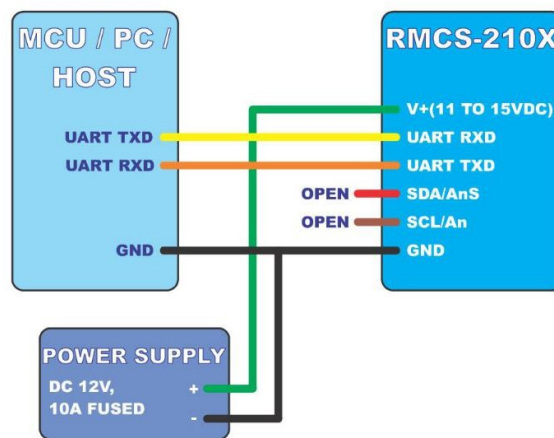 MCU / PC /
HOST
UART TXD
UART RXD
GND
RMCS-210X
V+(11 TO 15VDC)
UART RXD
UART TXD
OPEN SDA/AnS
OPEN SCL/An
GND
POWER SUPPLY
DC 12V, +
10A FUSED
-